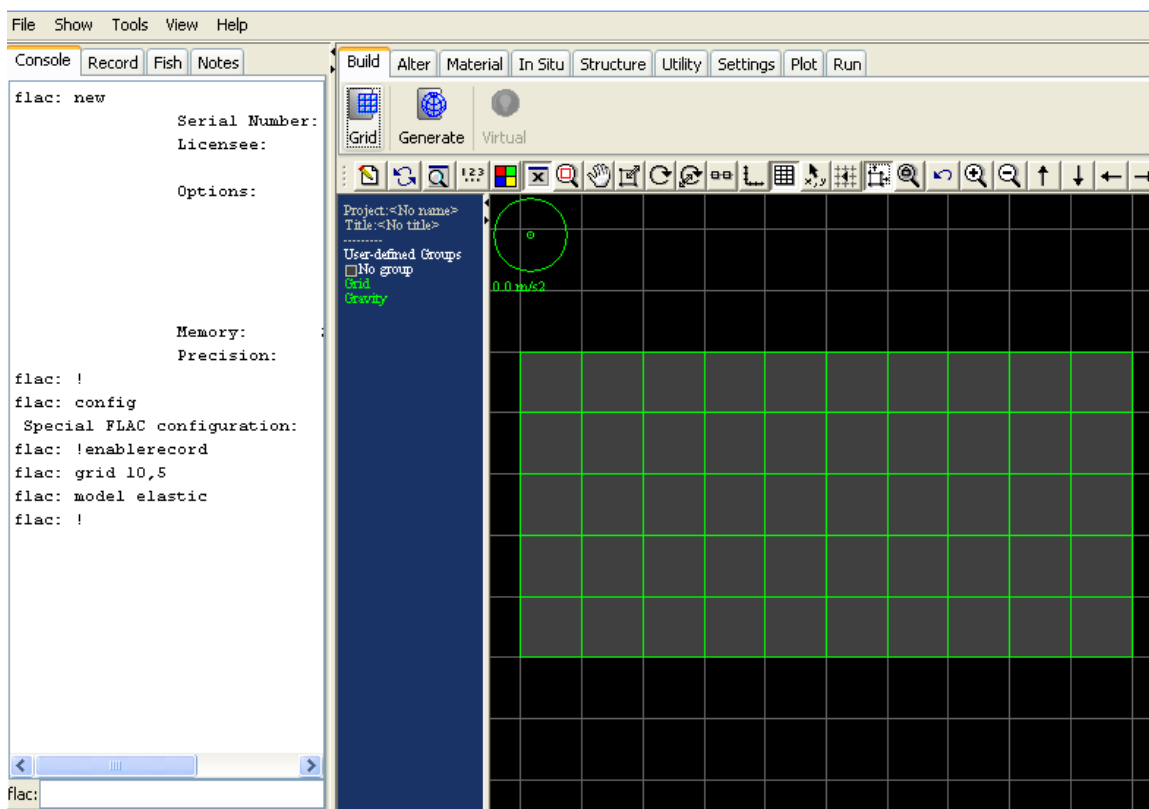 File Show Tools View Help
Console Record Fish Notes
Build Alter Material In Situ Structure Utility Settings Plot Run
Grid Generate Virtual
flac: new
Serial Number:
Licensee:
Options:
Memory:
Precision:
flac: !
flac: config
Special FLAC configuration:
flac: !enablerecord
flac: grid 10,5
flac: model elastic
flac: !
flac:
1.2.3
x,y
Project:<No name>
Title:<No title>
---------
User-defined Groups
No group
Grid
Gravity
0.0 m/s2